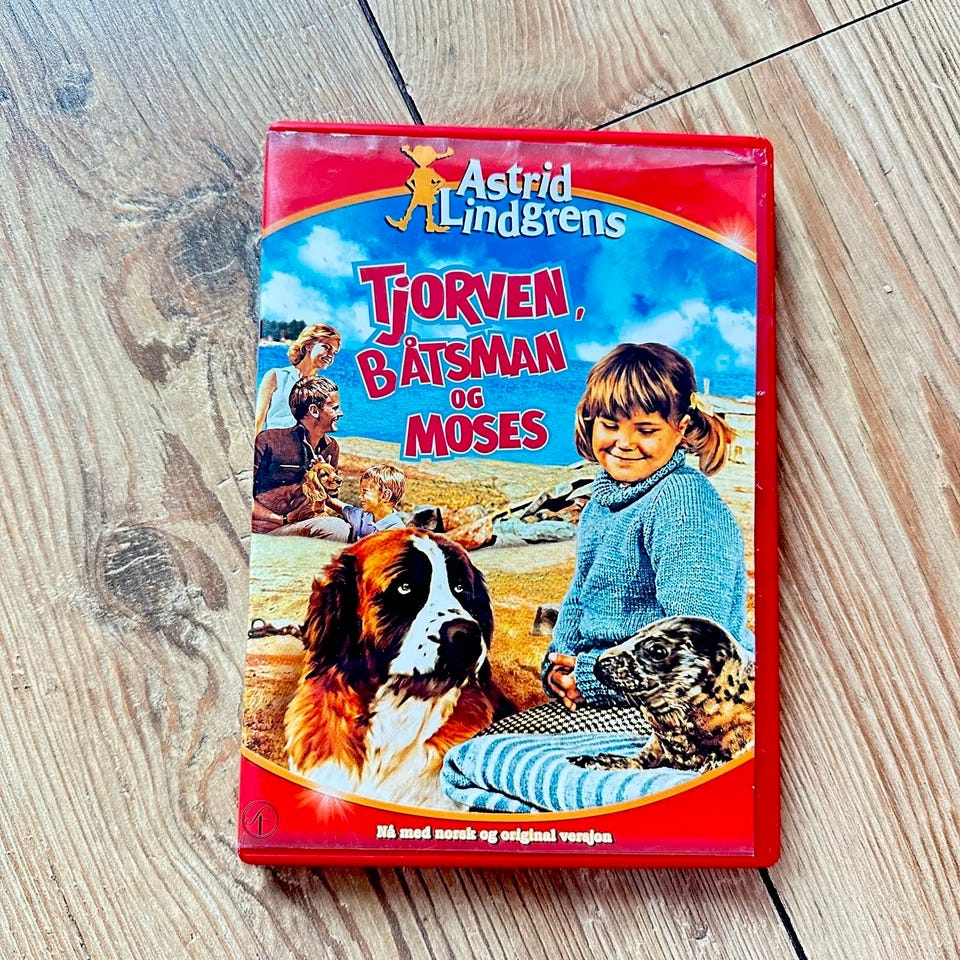 Astrid
Lindgrens
TJORVEN,
BÅTSMAN
OG
MOSES
Nå med norsk og original versjon